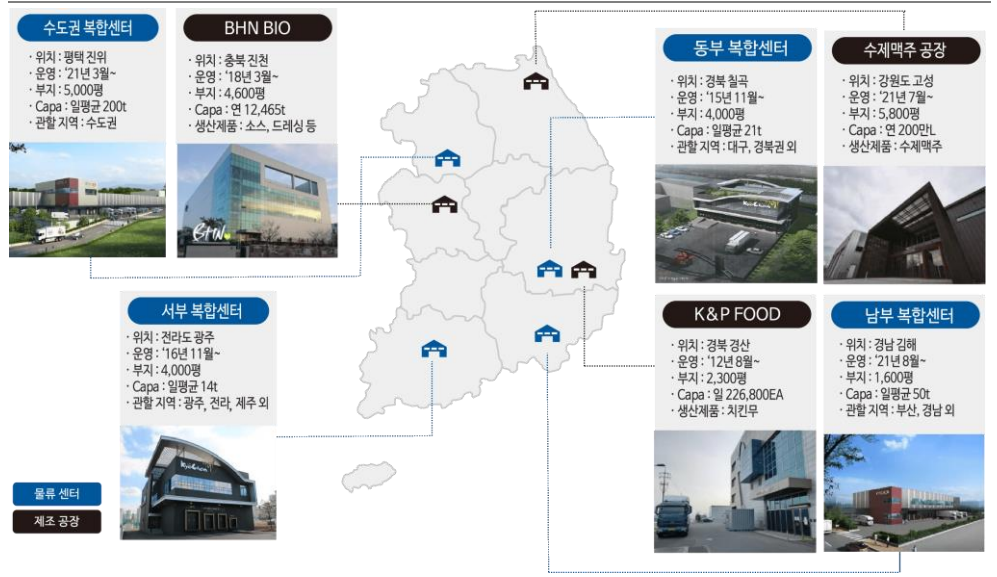 수도권 복합센터
· 위치 : 평택 진위
· 운영 : ‘21년 3월~
· 부지 : 5,000평
· Capa : 일평균 200t
· 관할 지역 : 수도권
BHN BIO
· 위치 : 충북 진천
· 운영 : ‘18년 3월~
· 부지 : 4,600평
· Capa : 연 12,465t
· 생산제품 : 소스, 드레싱 등
BHN
동부 복합센터
· 위치 : 경북 칠곡
· 운영 : ‘15년 11월~
· 부지 : 4,000평
· Capa : 일평균 21t
· 관할 지역 : 대구, 경북권 외
수제맥주 공장
· 위치 : 강원도 고성
· 운영 : ‘21년 7월~
· 부지 : 5,800평
· Capa : 연 200만L
· 생산제품 : 수제맥주
서부 복합센터
· 위치 : 전라도 광주
· 운영 : ‘16년 11월~
· 부지 : 4,000평
· Capa : 일평균 14t
· 관할 지역 : 광주, 전라, 제주 외
KyoChon
K&P FOOD
· 위치 : 경북 경산
· 운영 : ‘12년 8월~
· 부지 : 2,300평
· Capa : 일 226,800EA
· 생산제품 : 치킨무
남부 복합센터
· 위치 : 경남 김해
· 운영 : ‘21년 8월~
· 부지 : 1,600평
· Capa : 일평균 50t
· 관할 지역 : 부산, 경남 외
물류 센터
제조 공장